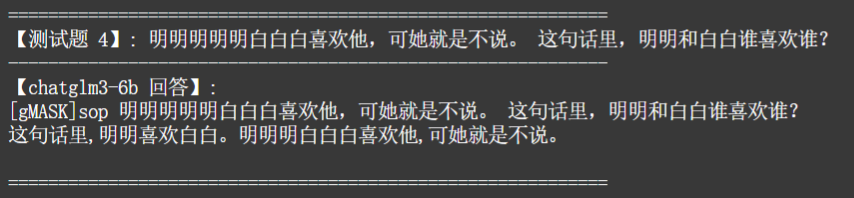 ============================================================
【测试题 4】: 明明明明明白白白喜欢他，可她就是不说。 这句话里，明明和白白谁喜欢谁？
------------------------------------------------------------
【chatglm3-6b 回答】:
[gMASK]sop 明明明明明白白白喜欢他，可她就是不说。 这句话里，明明和白白谁喜欢谁？
这句话里,明明喜欢白白。明明明白白白喜欢他,可她就是不说。
============================================================